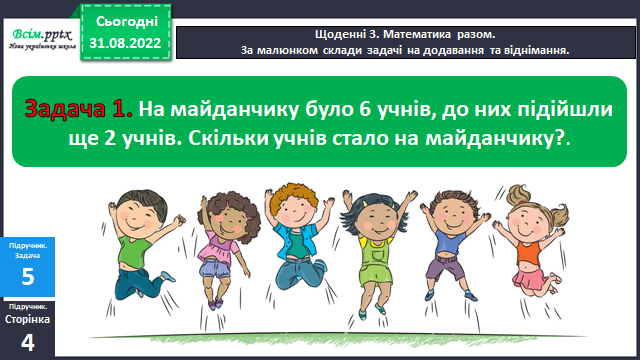 Всім.pptx
Нова українська школа
Сьогодні
31.08.2022
Щоденні 3. Математика разом.
За малюнком склади задачі на додавання та віднімання.
Задача 1. На майданчику було 6 учнів, до них підійшли
ще 2 учнів. Скільки учнів стало на майданчику?.
Підручник.
Задача
5
Підручник.
Сторінка
4